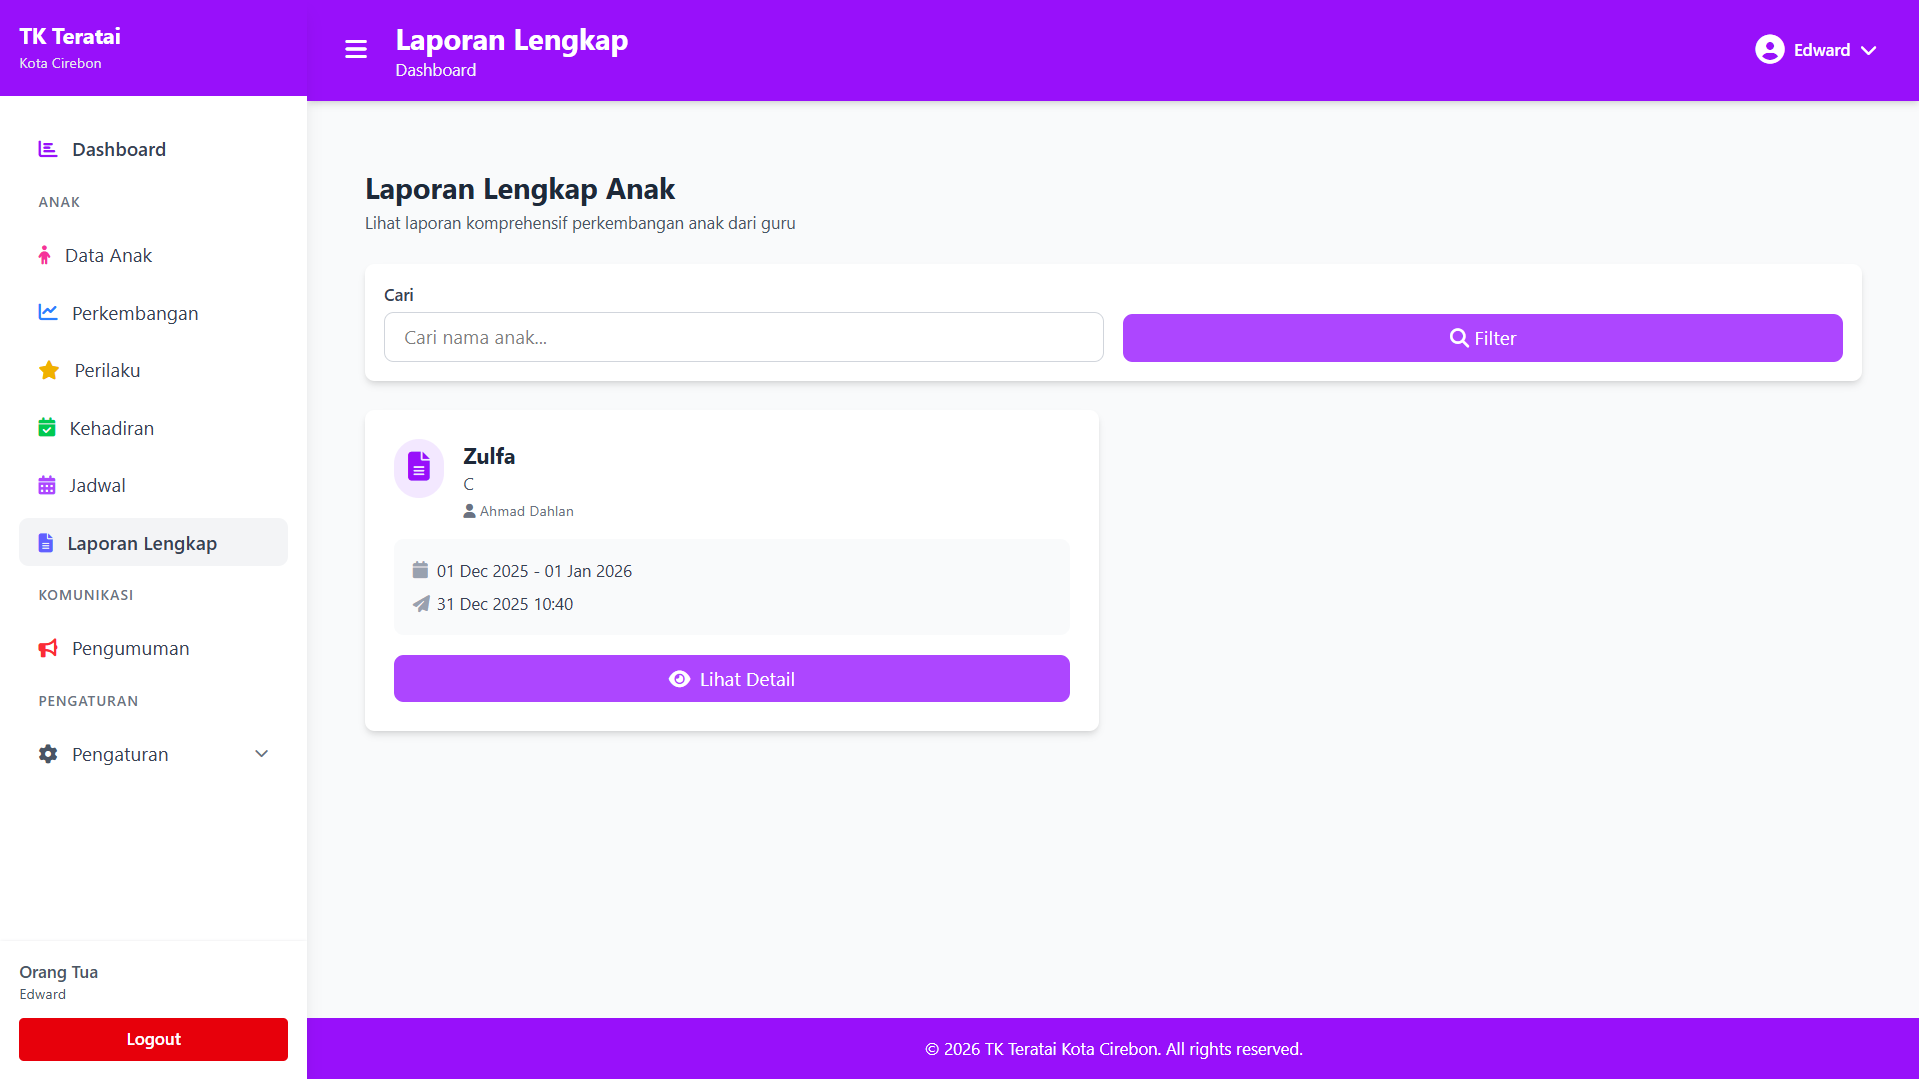 TK Teratai
Kota Cirebon
Laporan Lengkap
Dashboard
Edward
Dashboard
ANAK
Data Anak
Perkembangan
Perilaku
Kehadiran
Jadwal
Laporan Lengkap
KOMUNIKASI
Pengumuman
PENGATURAN
Pengaturan
Orang Tua
Edward
Logout
Laporan Lengkap Anak
Lihat laporan komprehensif perkembangan anak dari guru
Cari
Cari nama anak...
Filter
Zulfa
C
Ahmad Dahlan
01 Dec 2025 - 01 Jan 2026
31 Dec 2025 10:40
Lihat Detail
© 2026 TK Teratai Kota Cirebon. All rights reserved.